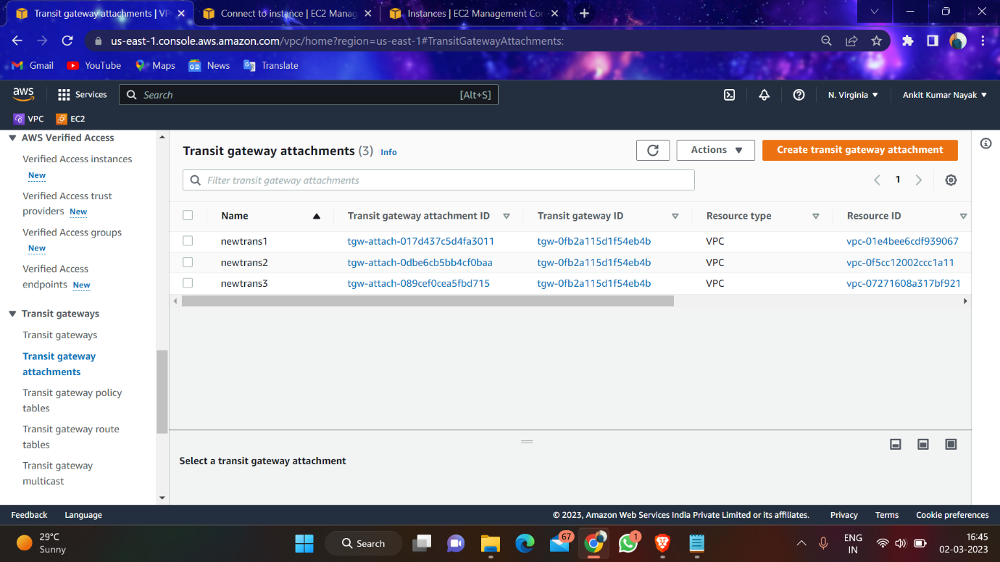 Transit gateway attachments | VP
Connect to instance | EC2 Manag
Instances | EC2 Management Con
us-east-1.console.aws.amazon.com/vpc/home?region=us-east-1#TransitGatewayAttachments:
Gmail
YouTube
Maps
News
Translate
aws
Services
Search
[Alt+S]
N. Virginia
Ankit Kumar Nayak
VPC
EC2
AWS Verified Access
Verified Access instances
New
Verified Access trust
providers New
Verified Access groups
New
Verified Access
endpoints New
Transit gateways
Transit gateways
Transit gateway
attachments
Transit gateway policy
tables
Transit gateway route
tables
Transit gateway
multicast
Transit gateway attachments (3) Info
Actions
Create transit gateway attachment
Filter transit gateway attachments
1
Name Transit gateway attachment ID Transit gateway ID Resource type Resource ID
newtrans1 tgw-attach-017d437c5d4fa3011 tgw-0fb2a115d1f54eb4b VPC vpc-01e4bee6cdf939067
newtrans2 tgw-attach-0dbe6cb5bb4cf0baa tgw-0fb2a115d1f54eb4b VPC vpc-0f5cc12002ccc1a11
newtrans3 tgw-attach-089cef0cea5fbd715 tgw-0fb2a115d1f54eb4b VPC vpc-07271608a317bf921
Select a transit gateway attachment
Feedback
Language
© 2023, Amazon Web Services India Private Limited or its affiliates.
Privacy
Terms
Cookie preferences
29°C
Sunny
Search
67
1
ENG
IN
16:45
02-03-2023